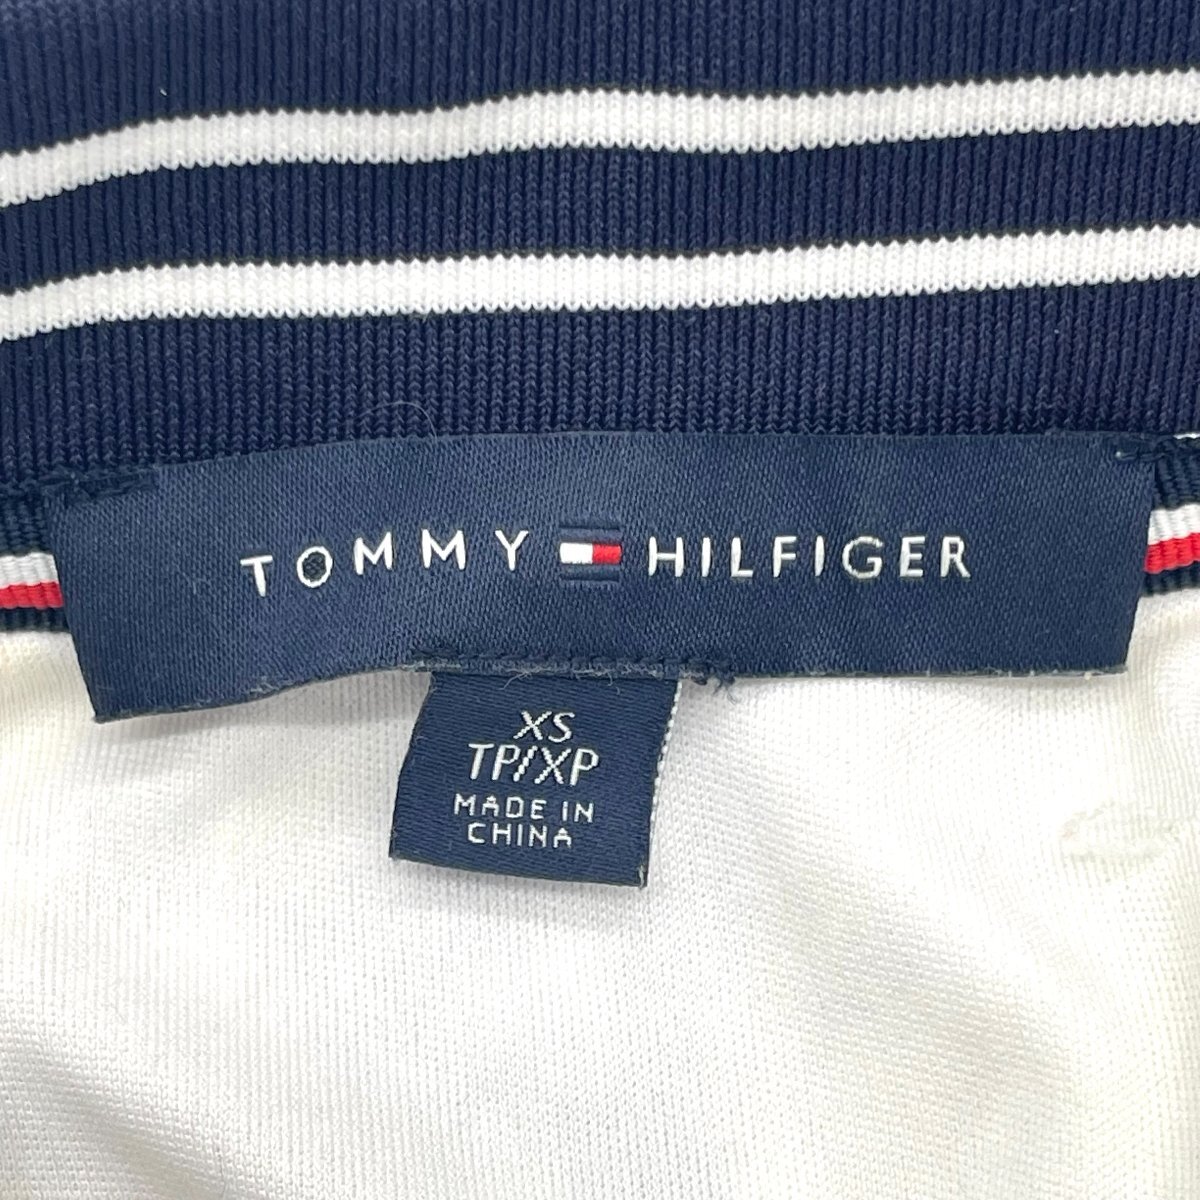 TOMMY HILFIGER
XS
TP/XP
MADE IN
CHINA